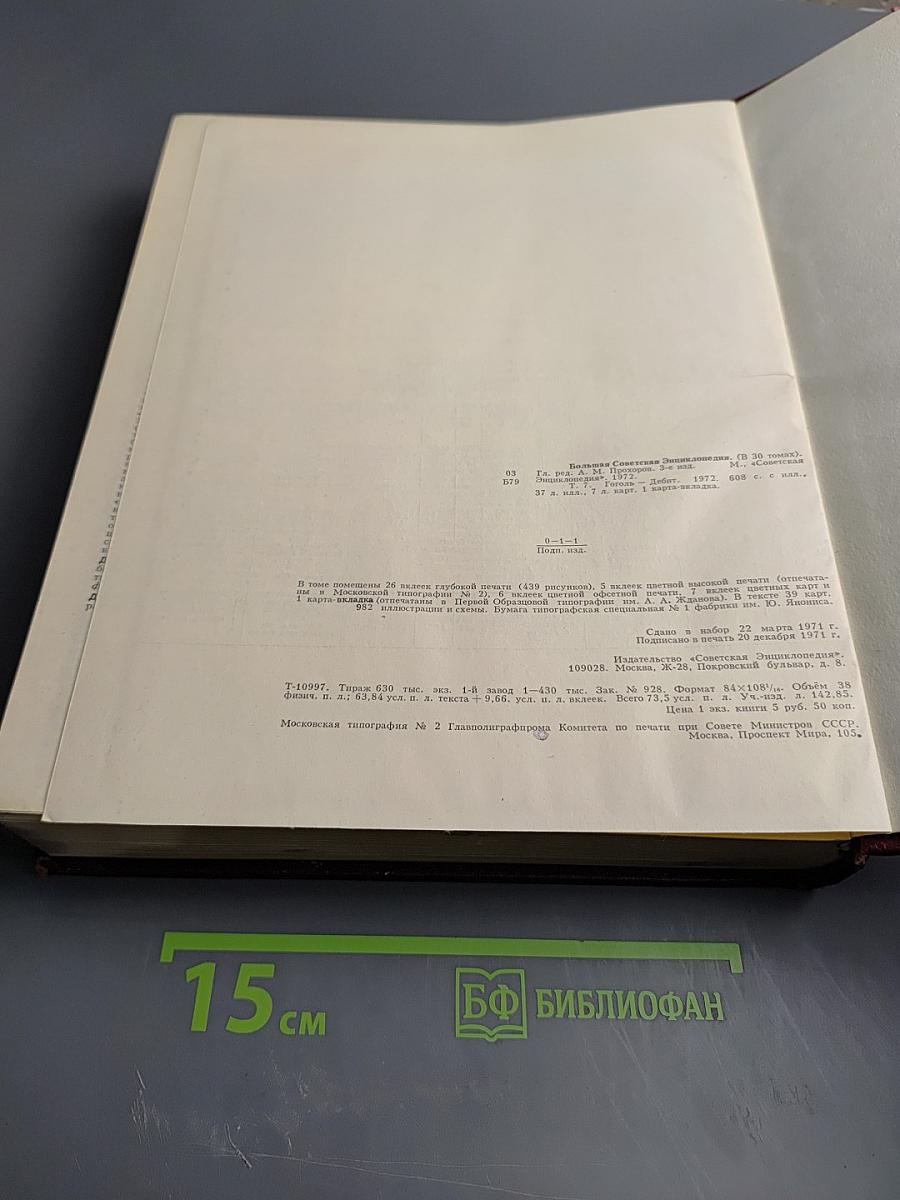 Большая Советская Энциклопедия. (В 30 томах).
03 Гл. ред. А. М. Прохоров. 3-е изд. М., «Советская
Б79 Энциклопедия», 1972.
Т. 7. Гоголь — Дебит. 1972. 608 с. с илл.,
37 л. илл., 7 л. карт, 1 карта-вкладка.
0—1—1
Подп. изд.
В томе помещены 26 вклеек глубокой печати (439 рисунков), 5 вклеек цветной высокой печати (отпечата-
ны в Московской типографии № 2), 6 вклеек цветной офсетной печати, 7 вклеек цветных карт и
1 карта-вкладка (отпечатаны в Первой Образцовой типографии им. А. А. Жданова). В тексте 39 карт,
982 иллюстрации и схемы. Бумага типографская специальная № 1 фабрики им. Ю. Янониса.
Сдано в набор 22 марта 1971 г.
Подписано в печать 20 декабря 1971 г.
Издательство «Советская Энциклопедия».
109028. Москва, Ж-28, Покровский бульвар, д. 8.
Т-10997. Тираж 630 тыс. экз. 1-й завод 1—430 тыс. Зак. № 928. Формат 84×108¹/₁₆. Объём 38
физич. п. л.; 63,84 усл. п. л. текста + 9,66. усл. п. л. вклеек. Всего 73,5 усл. п. л. Уч.-изд. л. 142,85.
Цена 1 экз. книги 5 руб. 50 коп.
Московская типография № 2 Главполиграфпрома Комитета по печати при Совете Министров СССР.
Москва, Проспект Мира, 105.
15 см
БФ БИБЛИОФАН